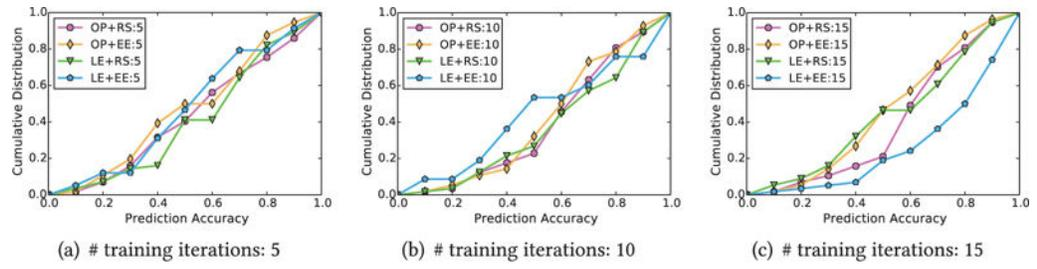 1.0
0.8
0.6
0.4
0.2
0.0
Cumulative Distribution
OP+RS:5
OP+EE:5
LE+RS:5
LE+EE:5
0.0 0.2 0.4 0.6 0.8 1.0
Prediction Accuracy
(a) # training iterations: 5
1.0
0.8
0.6
0.4
0.2
0.0
Cumulative Distribution
OP+RS:10
OP+EE:10
LE+RS:10
LE+EE:10
0.0 0.2 0.4 0.6 0.8 1.0
Prediction Accuracy
(b) # training iterations: 10
1.0
0.8
0.6
0.4
0.2
0.0
Cumulative Distribution
OP+RS:15
OP+EE:15
LE+RS:15
LE+EE:15
0.0 0.2 0.4 0.6 0.8 1.0
Prediction Accuracy
(c) # training iterations: 15